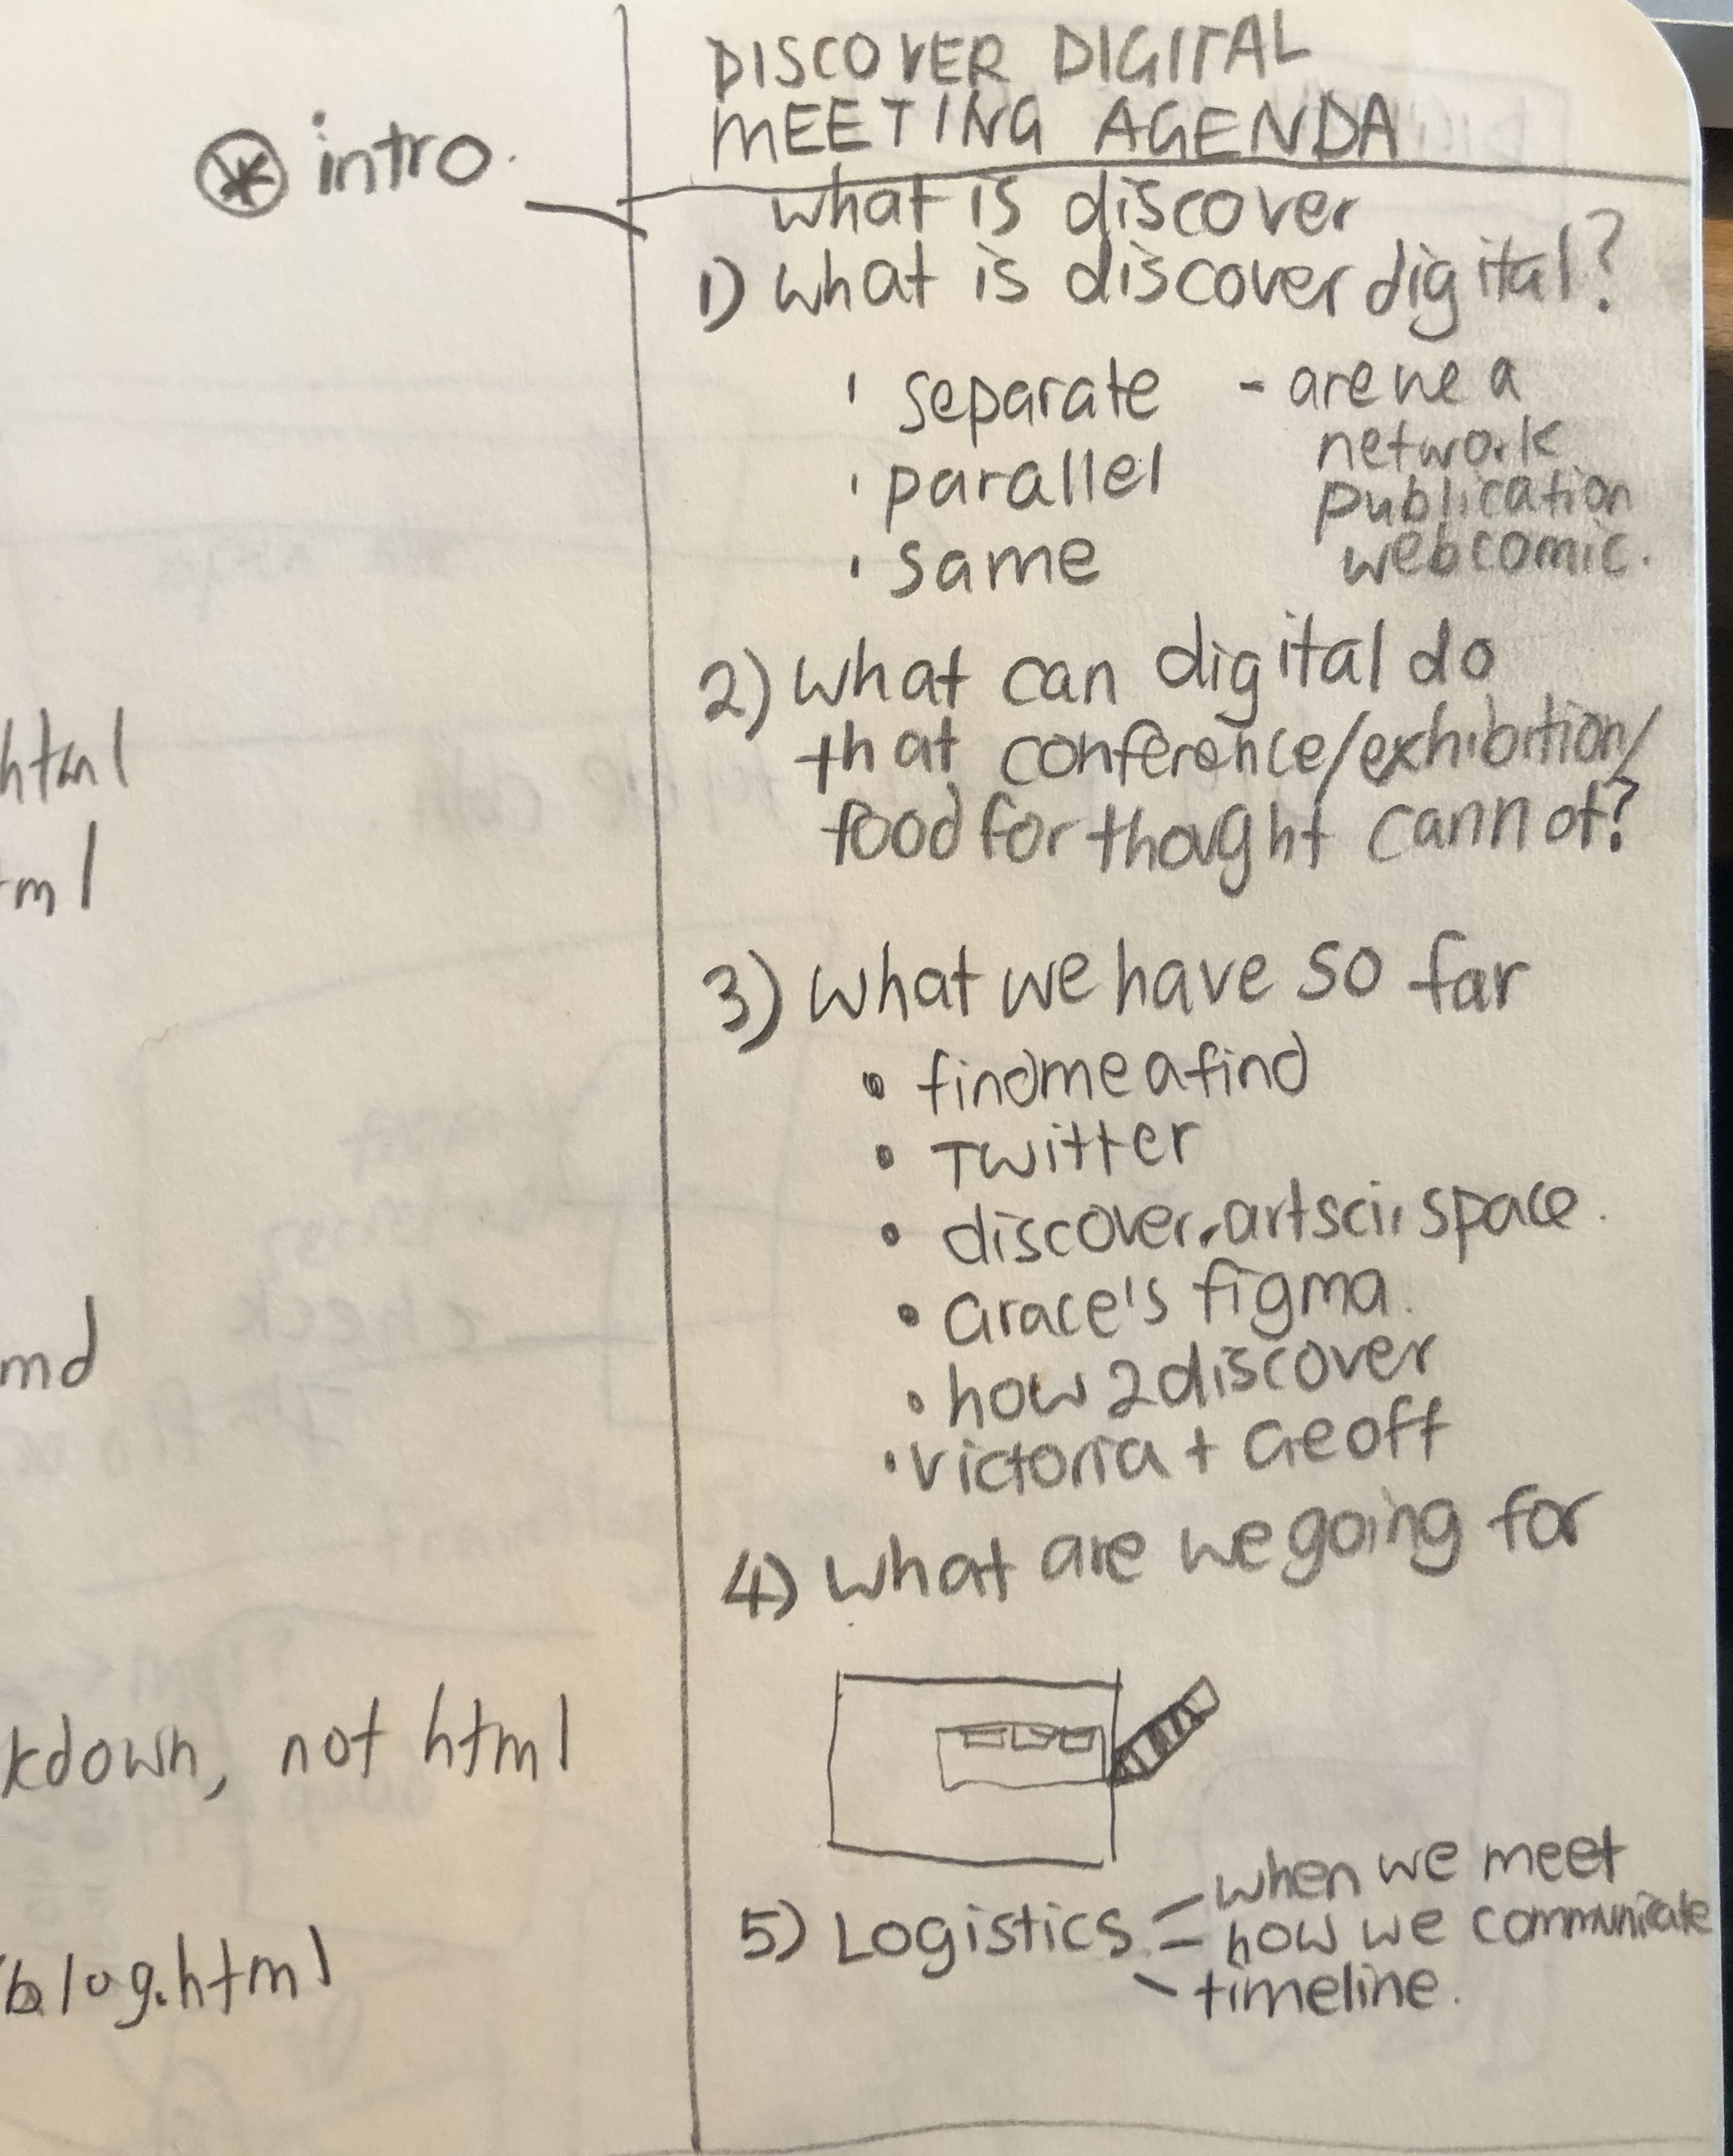 ⊛ intro.
DISCOVER DIGITAL
MEETING AGENDA
what is discover
1) what is discover digital?
' separate
' parallel
' same
- are we a
network
publication
webcomic.
2) what can digital do
that conference/exhibition/
food for thought cannot?
3) what we have so far
• findmeafind
• Twitter
• discover.artsci.space.
• Grace's figma.
• how2discover
• Victoria + Geoff
4) what are we going for
5) Logistics
- when we meet
- how we communicate
- timeline.
html
ml
md
kdown, not html
blog.html